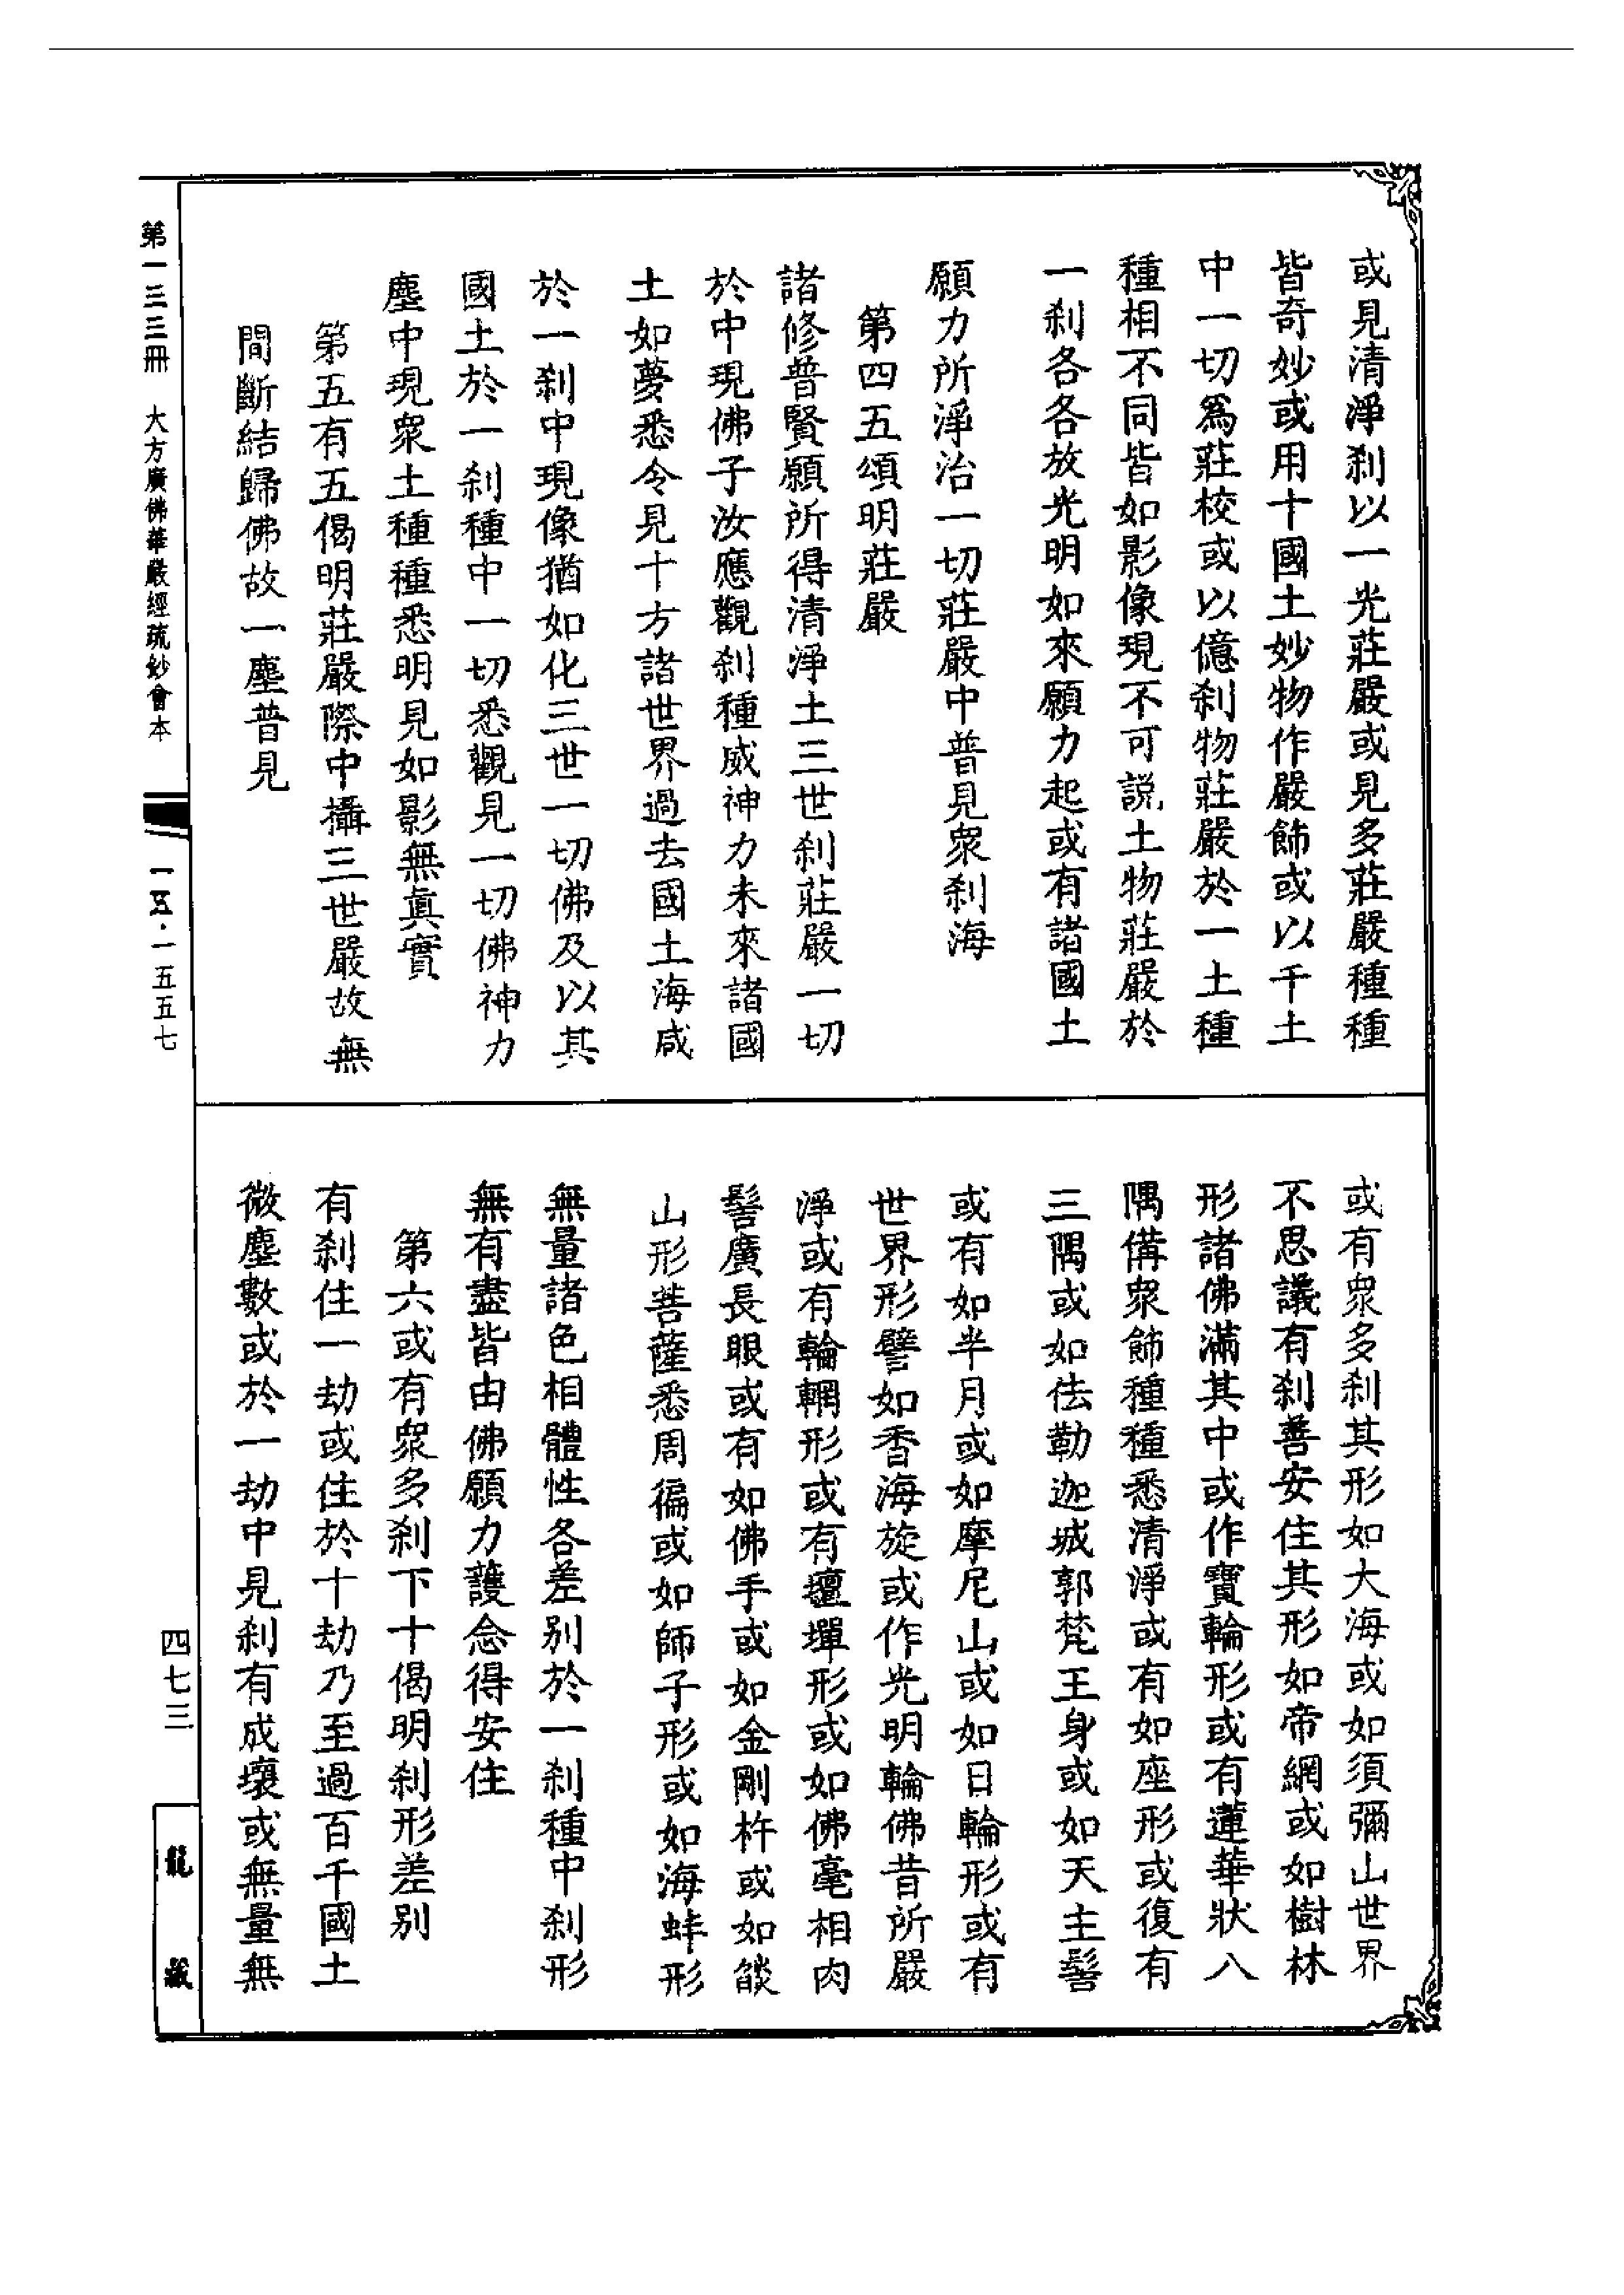 或見清淨刹以一光莊嚴或見多莊嚴種種
皆奇妙或用十國土妙物作嚴飾或以千土
中一切爲莊校或以億刹物莊嚴於一土種
種相不同皆如影像現不可説土物莊嚴於
一刹各各放光明如來願力起或有諸國土
願力所淨治一切莊嚴中普見衆刹海
第四五頌明莊嚴
諸修普賢願所得清淨土三世刹莊嚴一切
於中現佛子汝應觀刹種威神力未來諸國
土如夢悉令見十方諸世界過去國土海咸
於一刹中現像猶如化三世一切佛及以其
國土於一刹種中一切悉觀見一切佛神力
塵中現衆土種種悉明見如影無眞實
第五有五偈明莊嚴際中攝三世嚴故無
間斷結歸佛故一塵普見
或有衆多刹其形如大海或如須彌山世界
不思議有刹善安住其形如帝網或如樹林
形諸佛滿其中或作寶輪形或有蓮華狀八
隅備衆飾種種悉清淨或有如座形或復有
三隅或如佉勒迦城郭梵王身或如天主髻
或有如半月或如摩尼山或如日輪形或有
世界形譬如香海旋或作光明輪佛昔所嚴
淨或有輪輞形或有壇墠形或如佛毫相肉
髻廣長眼或有如佛手或如金剛杵或如燄
山形菩薩悉周徧或如師子形或如海蚌形
無量諸色相體性各差別於一刹種中刹形
無有盡皆由佛願力護念得安住
第六或有衆多刹下十偈明刹形差別
有刹住一劫或住於十劫乃至過百千國土
微塵數或於一劫中見刹有成壞或無量無
第一三三冊 大方廣佛華嚴經疏鈔會本
一五·一五五七
四七三
龍藏